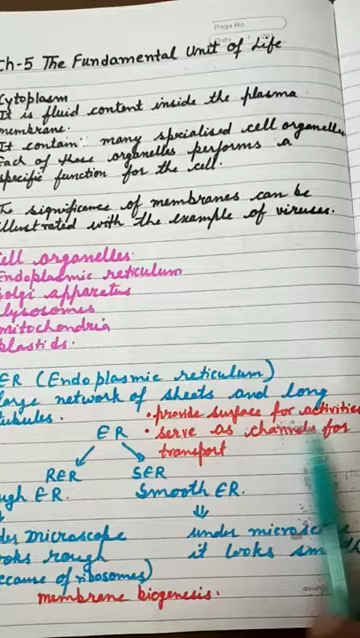 Page No.
Date
Ch-5 The Fundamental Unit of Life
Cytoplasm
It is fluid content inside the plasma
membrane.
It contain many specialised cell organelles
Each of these organelles performs a
specific function for the cell.
The significance of membranes can be
illustrated with the example of viruses.
Cell organelles.
Endoplasmic reticulum
Golgi apparatus
Lysosomes
mitochondria
plastids.
ER (Endoplasmic reticulum)
large network of sheets and long
tubules.
• provide surface for activities
• serve as channels for
transport
ER
RER SER
Rough ER. Smooth ER.
under microscope
looks rough
(because of ribosomes)
under microscope
it looks smooth
membrane biogenesis.